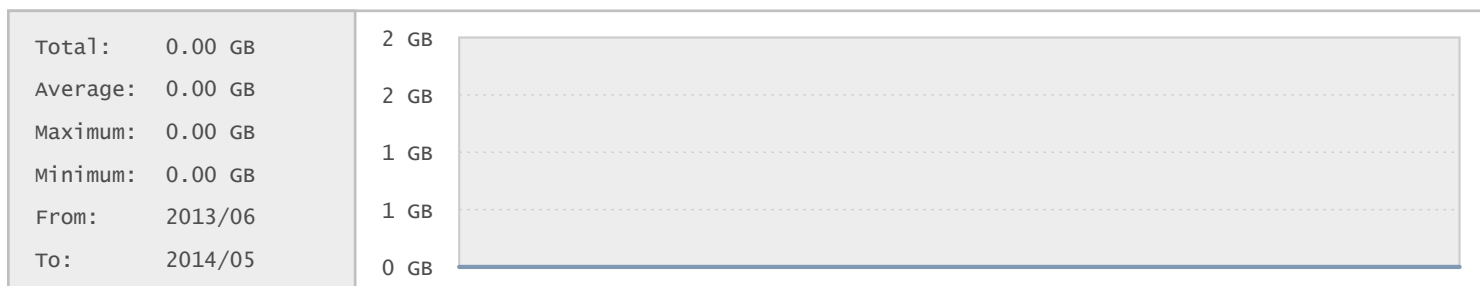 Total: 0.00 GB
Average: 0.00 GB
Maximum: 0.00 GB
Minimum: 0.00 GB
From: 2013/06
To: 2014/05
2 GB
2 GB
1 GB
1 GB
0 GB